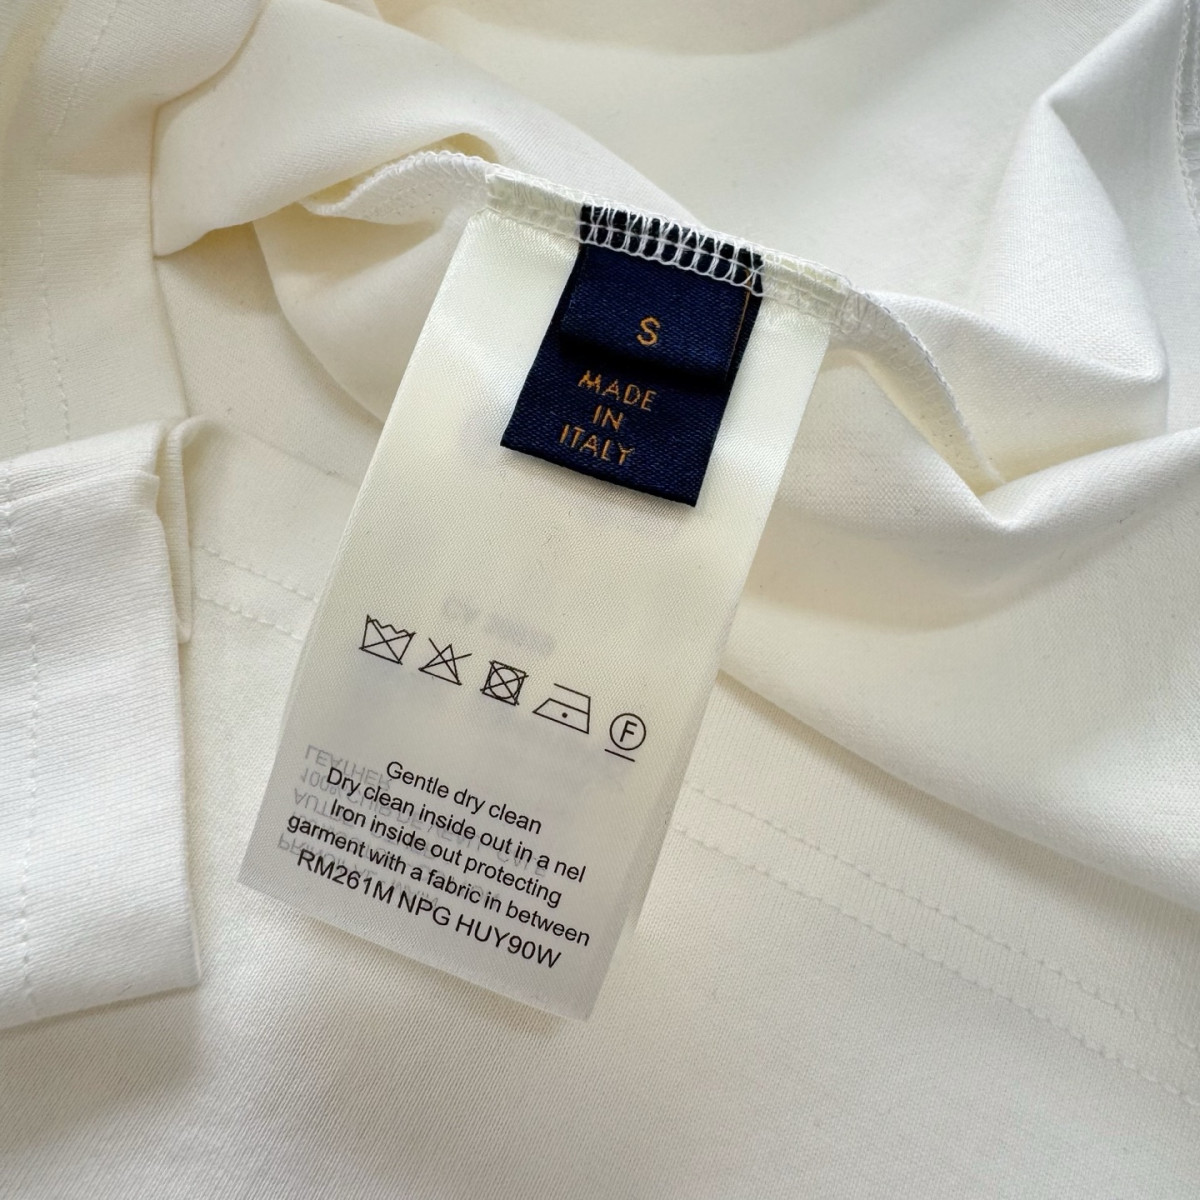 S
MADE
IN
ITALY
F
Gentle dry clean
Dry clean inside out in a nel
Iron inside out protecting
garment with a fabric in between
RM261M NPG HUY90W
LEATHER